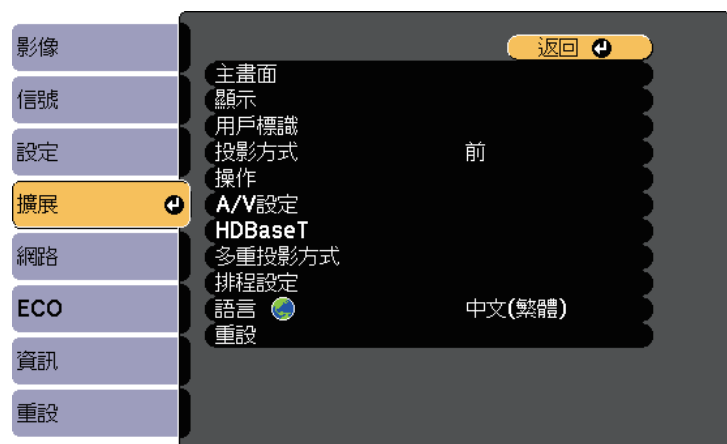 影像
信號
設定
擴展
網路
ECO
資訊
重設
返回
主畫面
顯示
用戶標識
投影方式 前
操作
A/V設定
HDBaseT
多重投影方式
排程設定
語言 中文(繁體)
重設